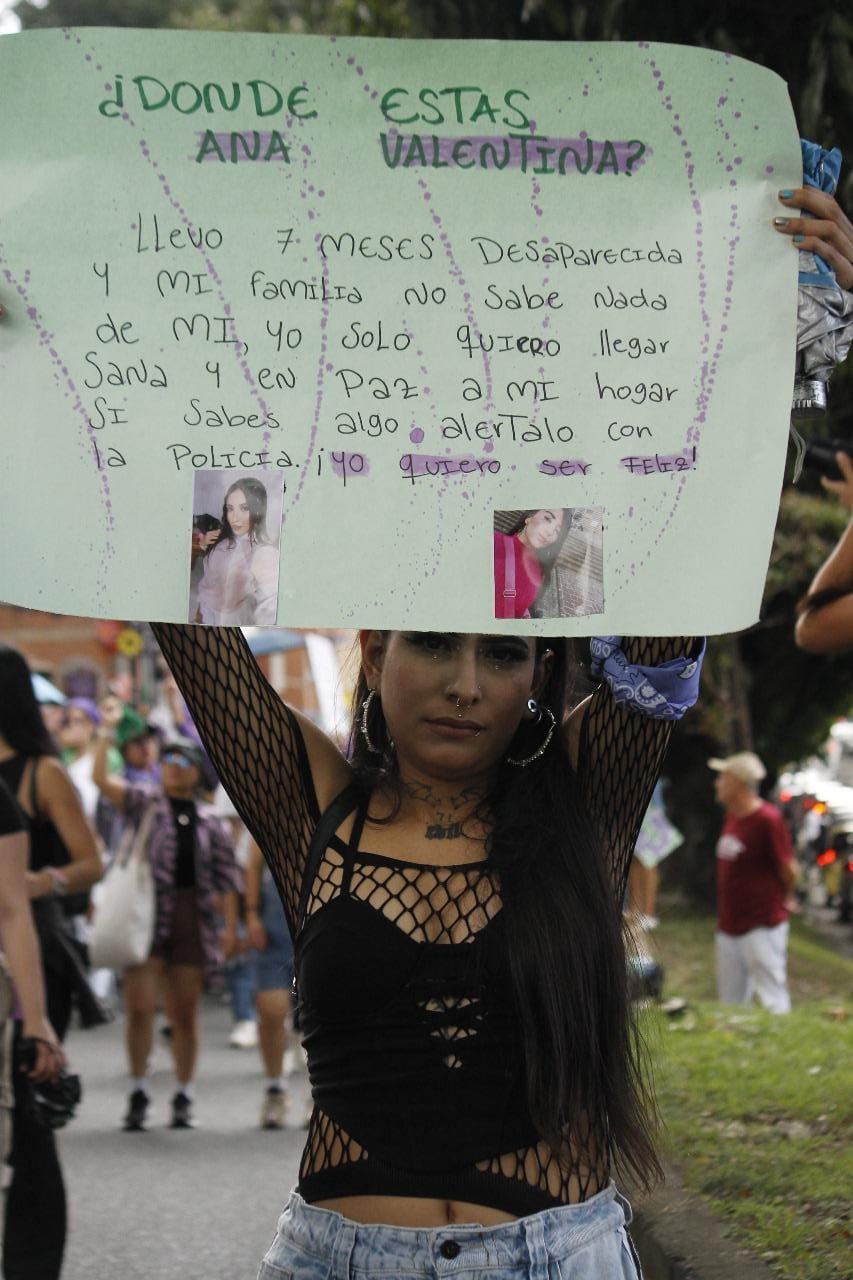 ¿DONDE ESTAS
ANA VALENTINA?
Llevo 7 MESES Desaparecida
Y MI familia no sabe nada
de MI, yo solo quiero llegar
Sana y en Paz a MI hogar
SI Sabes algo alertalo con
la POLICIA. ¡YO quiero ser FELIZ!